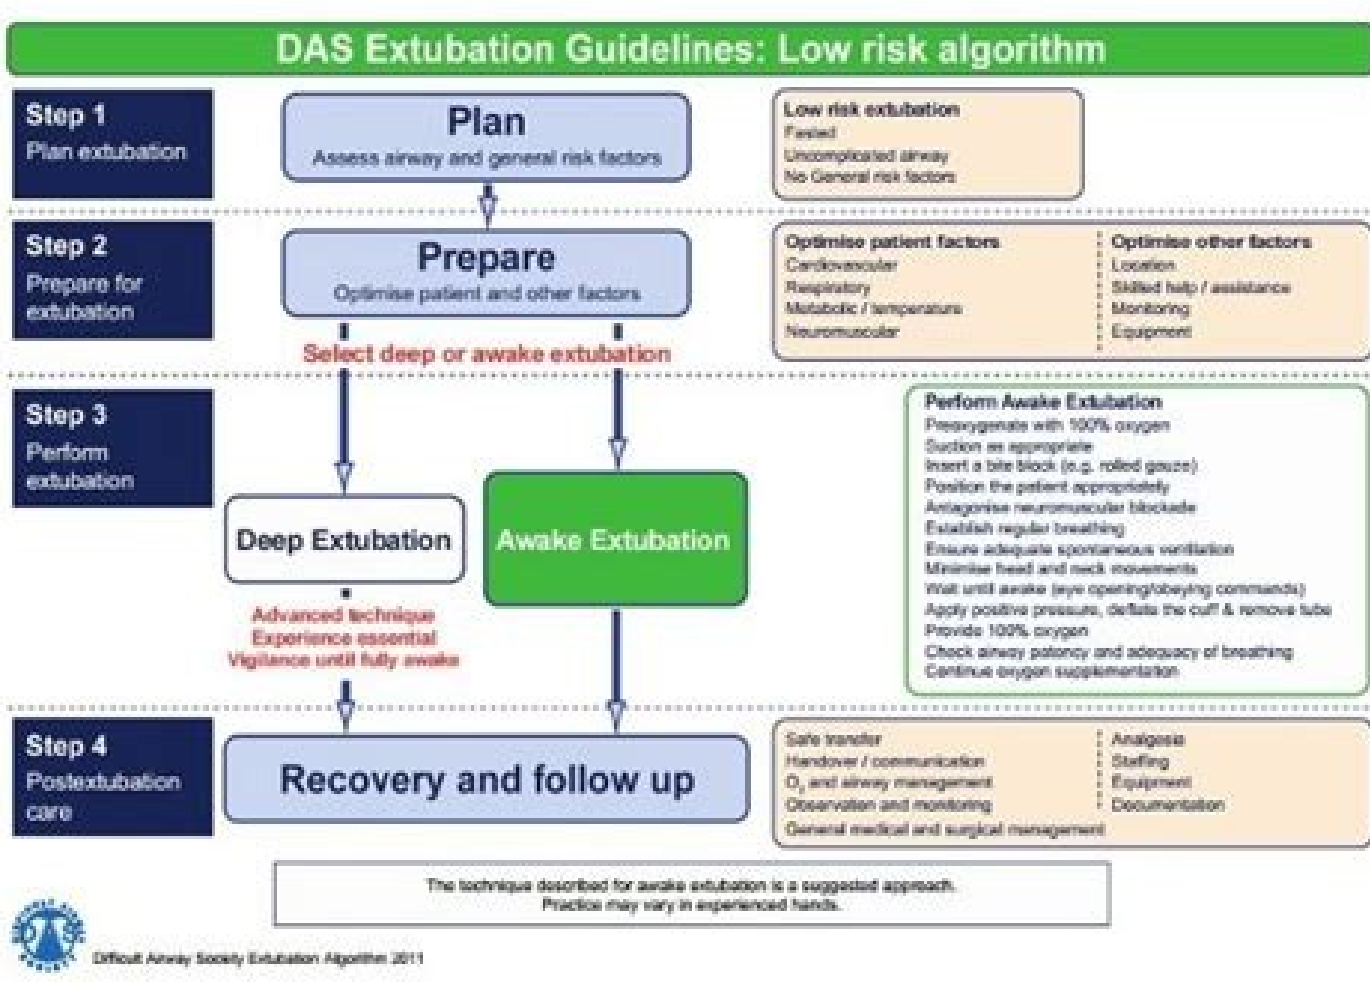 DAS Extubation Guidelines: Low risk algorithm
Step 1
Plan extubation
Plan
Assess airway and general risk factors
Low risk extubation
Fasted
Uncomplicated airway
No General risk factors
Step 2
Prepare for
extubation
Prepare
Optimise patient and other factors
Optimise patient factors
Cardiovascular
Respiratory
Metabolic / temperature
Neuromuscular
Optimise other factors
Location
Skilled help / assistance
Monitoring
Equipment
Select deep or awake extubation
Step 3
Perform
extubation
Deep Extubation
Awake Extubation
Advanced technique
Experience essential
Vigilance until fully awake
Perform Awake Extubation
Preoxygenate with 100% oxygen
Suction as appropriate
Insert a bite block (e.g. rolled gauze)
Position the patient appropriately
Antagonise neuromuscular blockade
Establish regular breathing
Ensure adequate spontaneous ventilation
Minimise head and neck movements
Wait until awake (eye opening/obeying commands)
Apply positive pressure, deflate the cuff & remove tube
Provide 100% oxygen
Check airway patency and adequacy of breathing
Continue oxygen supplementation
Step 4
Postextubation
care
Recovery and follow up
Safe transfer
Handover / communication
O₂ and airway management
Observation and monitoring
General medical and surgical management
Analgesia
Staffing
Equipment
Documentation
The technique described for awake extubation is a suggested approach.
Practice may vary in experienced hands.
Difficult Airway Society Extubation Algorithm 2011